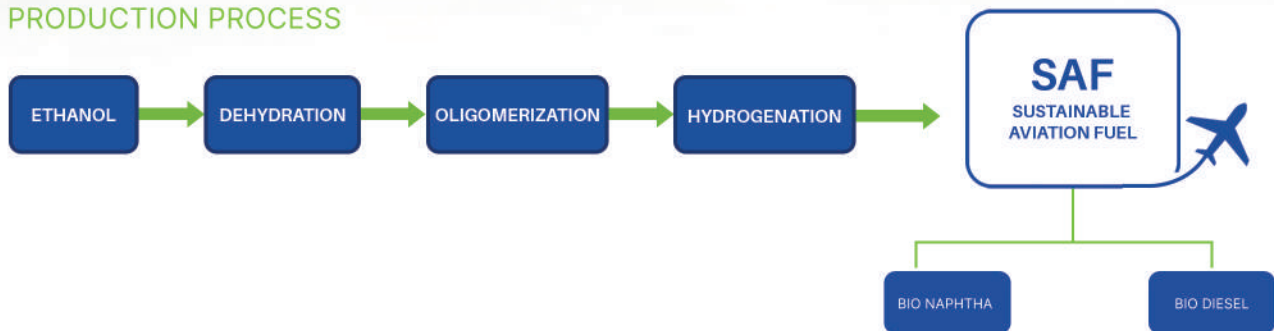 PRODUCTION PROCESS
ETHANOL
DEHYDRATION
OLIGOMERIZATION
HYDROGENATION
SAF
SUSTAINABLE
AVIATION FUEL
BIO NAPHTHA
BIO DIESEL